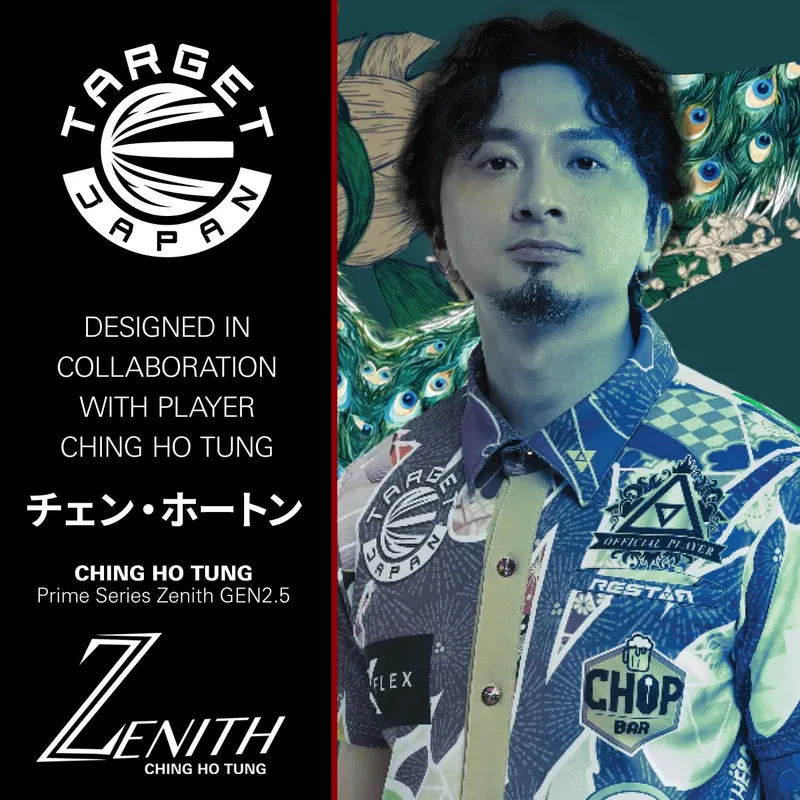 TARGET
JAPAN
DESIGNED IN
COLLABORATION
WITH PLAYER
CHING HO TUNG
チェン・ホートン
CHING HO TUNG
Prime Series Zenith GEN2.5
ZENITH
CHING HO TUNG
TARGET
JAPAN
OFFICIAL PLAYER
RESTAR
FLEX
CHOP
BAR